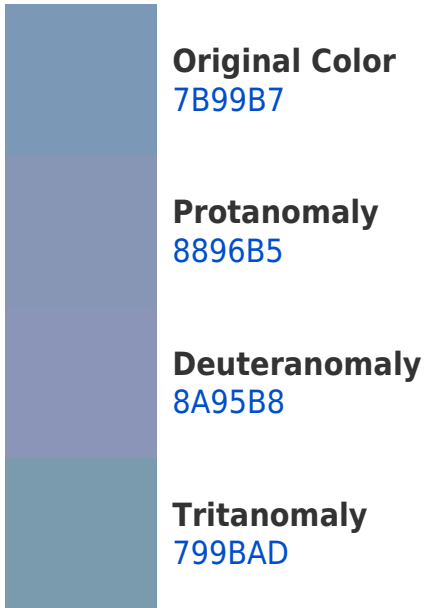 Original Color
7B99B7
Protanomaly
8896B5
Deuteranomaly
8A95B8
Tritanomaly
799BAD